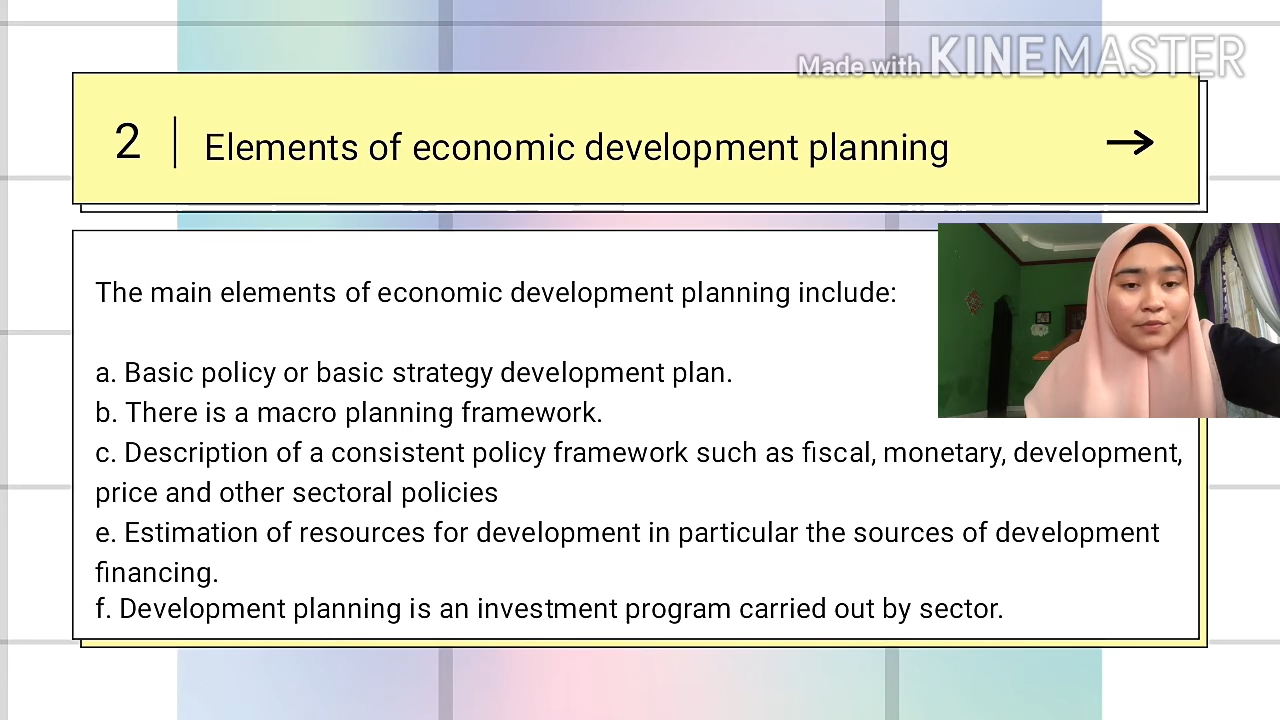 Made with KINEMASTER
2 Elements of economic development planning
The main elements of economic development planning include:
a. Basic policy or basic strategy development plan.
b. There is a macro planning framework.
c. Description of a consistent policy framework such as fiscal, monetary, development,
price and other sectoral policies
e. Estimation of resources for development in particular the sources of development
financing.
f. Development planning is an investment program carried out by sector.